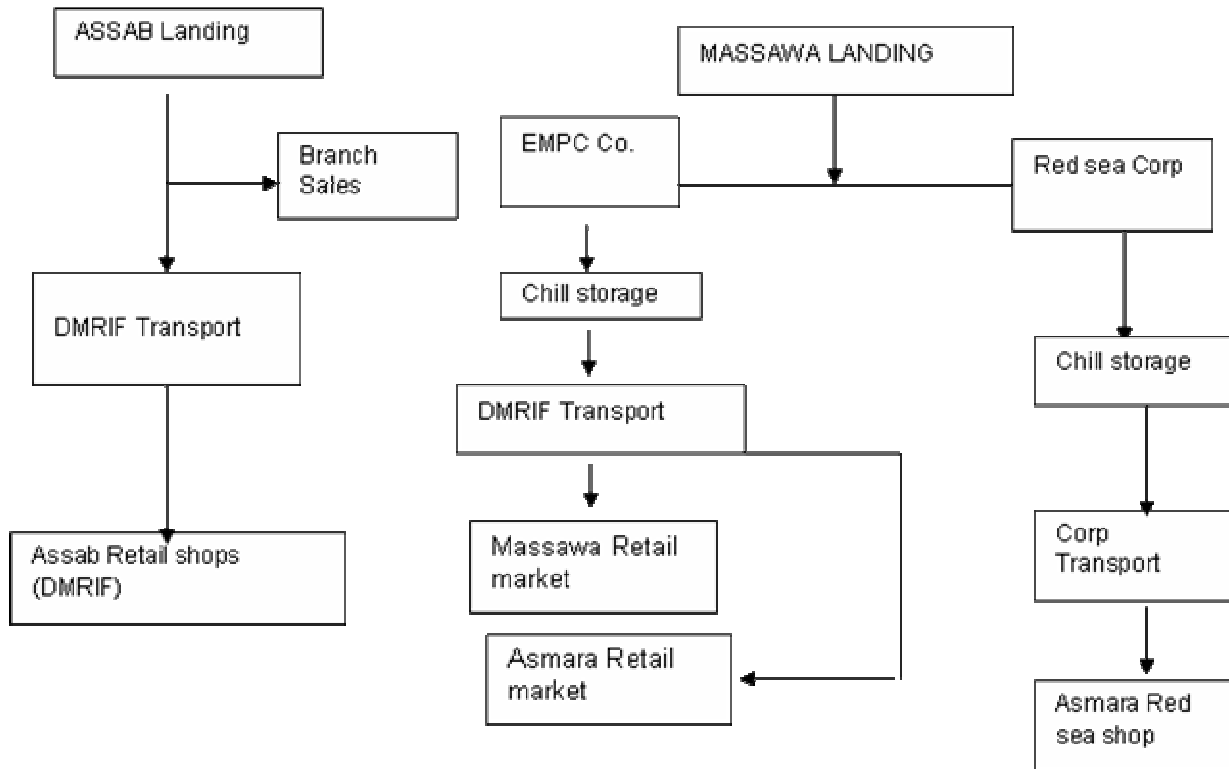 ASSAB Landing
MASSAWA LANDING
Branch
Sales
EMPC Co.
Red sea Corp
Chill storage
DMRIF Transport
Chill storage
DMRIF Transport
Assab Retail shops
(DMRIF)
Massawa Retail
market
Corp
Transport
Asmara Retail
market
Asmara Red
sea shop